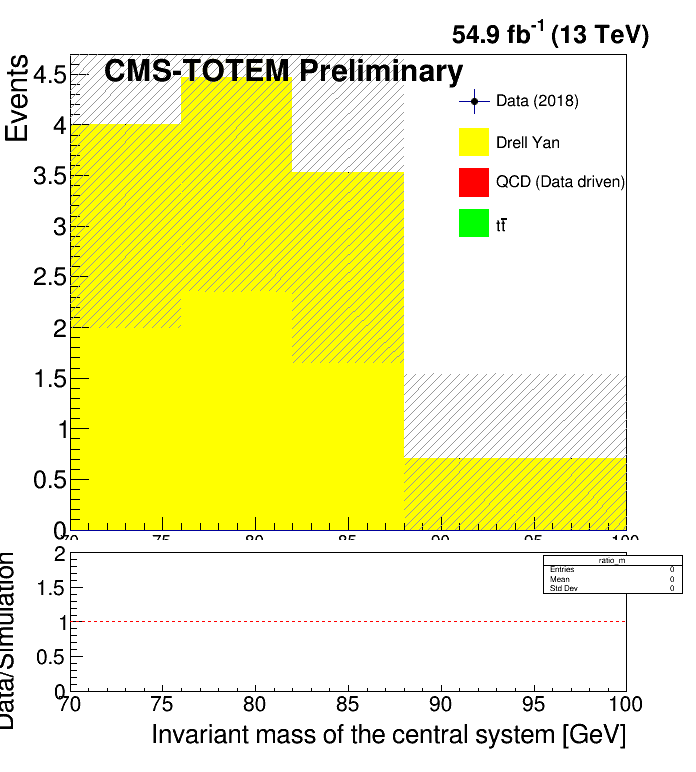 54.9 fb-1 (13 TeV)
CMS-TOTEM Preliminary
Events
4.5
4
3.5
3
2.5
2
1.5
1
0.5
0
Data (2018)
Drell Yan
QCD (Data driven)
tt̄
70 75 80 85 90 95 100
Data/Simulation
2
1.5
1
0.5
0
ratio_m
Entries 0
Mean 0
Std Dev 0
70 75 80 85 90 95 100
Invariant mass of the central system [GeV]